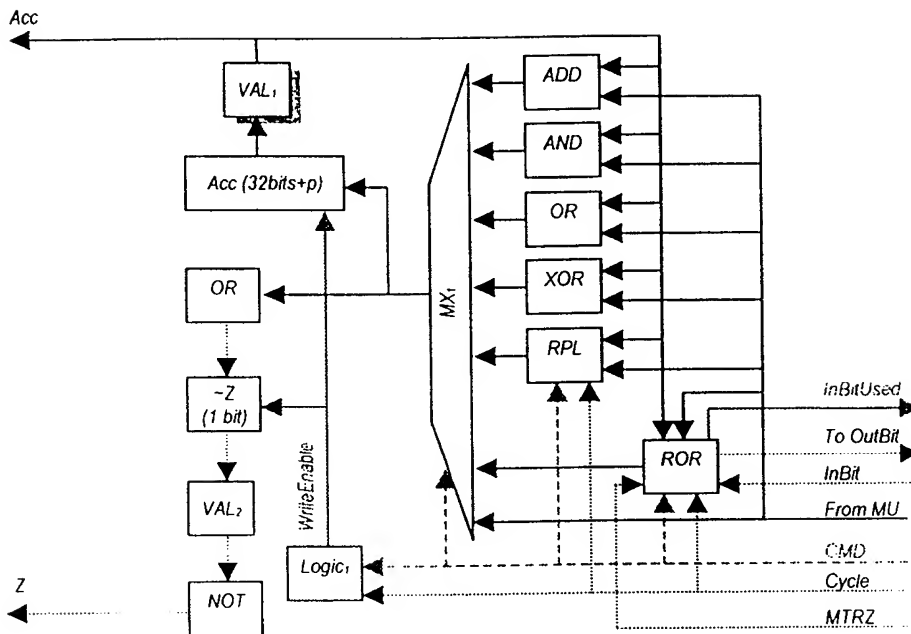 Acc
VAL₁
Acc (32bits+p)
OR
~Z
(1 bit)
VAL₂
NOT
Z
WriteEnable
Logic₁
MX₁
ADD
AND
OR
XOR
RPL
ROR
InBitUsed
To OutBit
InBit
From MU
CMD
Cycle
MTRZ